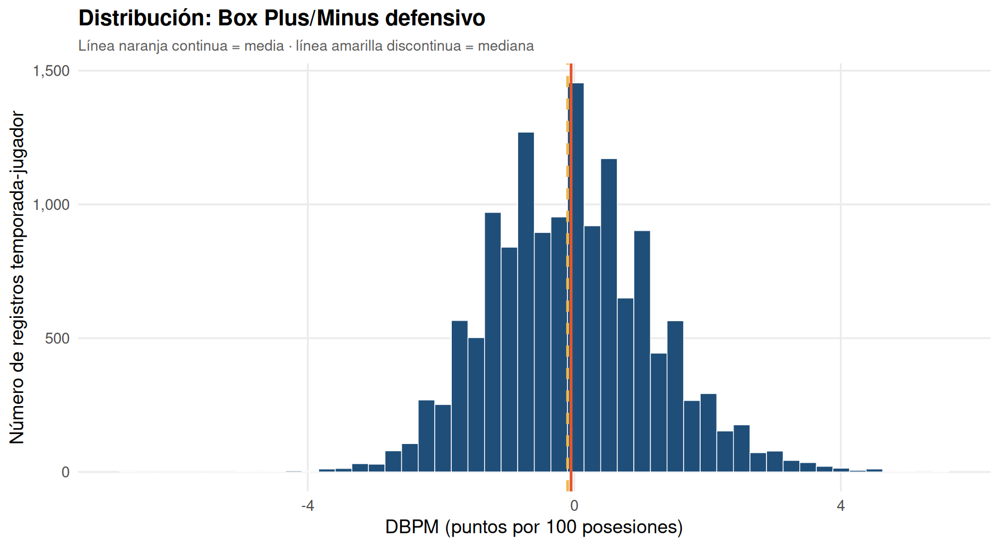 Distribución: Box Plus/Minus defensivo
Línea naranja continua = media · línea amarilla discontinua = mediana
Número de registros temporada-jugador
1,500
1,000
500
0
-4
0
4
DBPM (puntos por 100 posesiones)